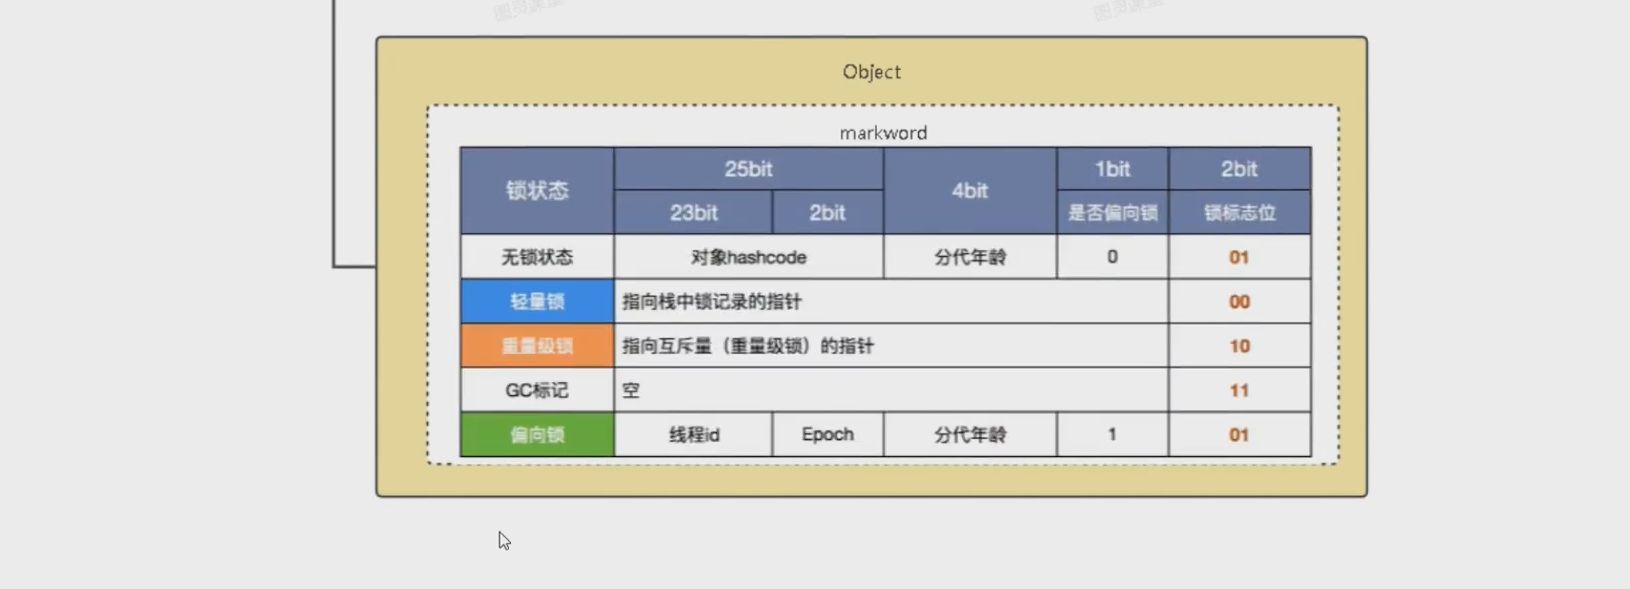 Object
markword
锁状态 25bit 4bit 1bit 2bit
23bit 2bit 是否偏向锁 锁标志位
无锁状态 对象hashcode 分代年龄 0 01
轻量锁 指向栈中锁记录的指针 00
重量级锁 指向互斥量（重量级锁）的指针 10
GC标记 空 11
偏向锁 线程id Epoch 分代年龄 1 01